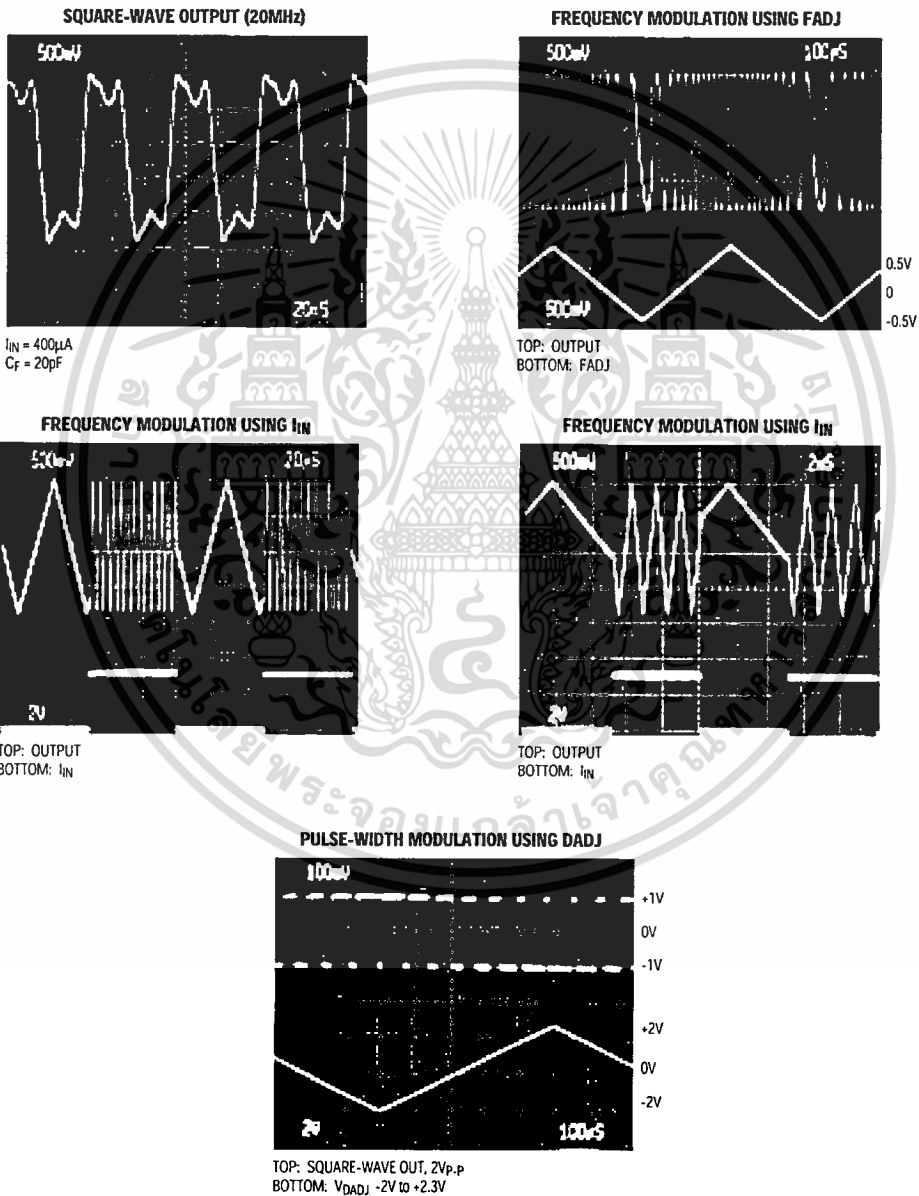 SQUARE-WAVE OUTPUT (20MHz)
500mV
20nS
IIN = 400µA
CF = 20pF
FREQUENCY MODULATION USING FADJ
500mV
100µS
0.5V
0
-0.5V
500mV
TOP: OUTPUT
BOTTOM: FADJ
FREQUENCY MODULATION USING IIN
500mV
2V
TOP: OUTPUT
BOTTOM: IIN
FREQUENCY MODULATION USING IIN
500mV
2V
TOP: OUTPUT
BOTTOM: IIN
PULSE-WIDTH MODULATION USING DADJ
100mV
+1V
0V
-1V
+2V
0V
-2V
2V
100µS
TOP: SQUARE-WAVE OUT, 2VP-P
BOTTOM: VDADJ -2V to +2.3V